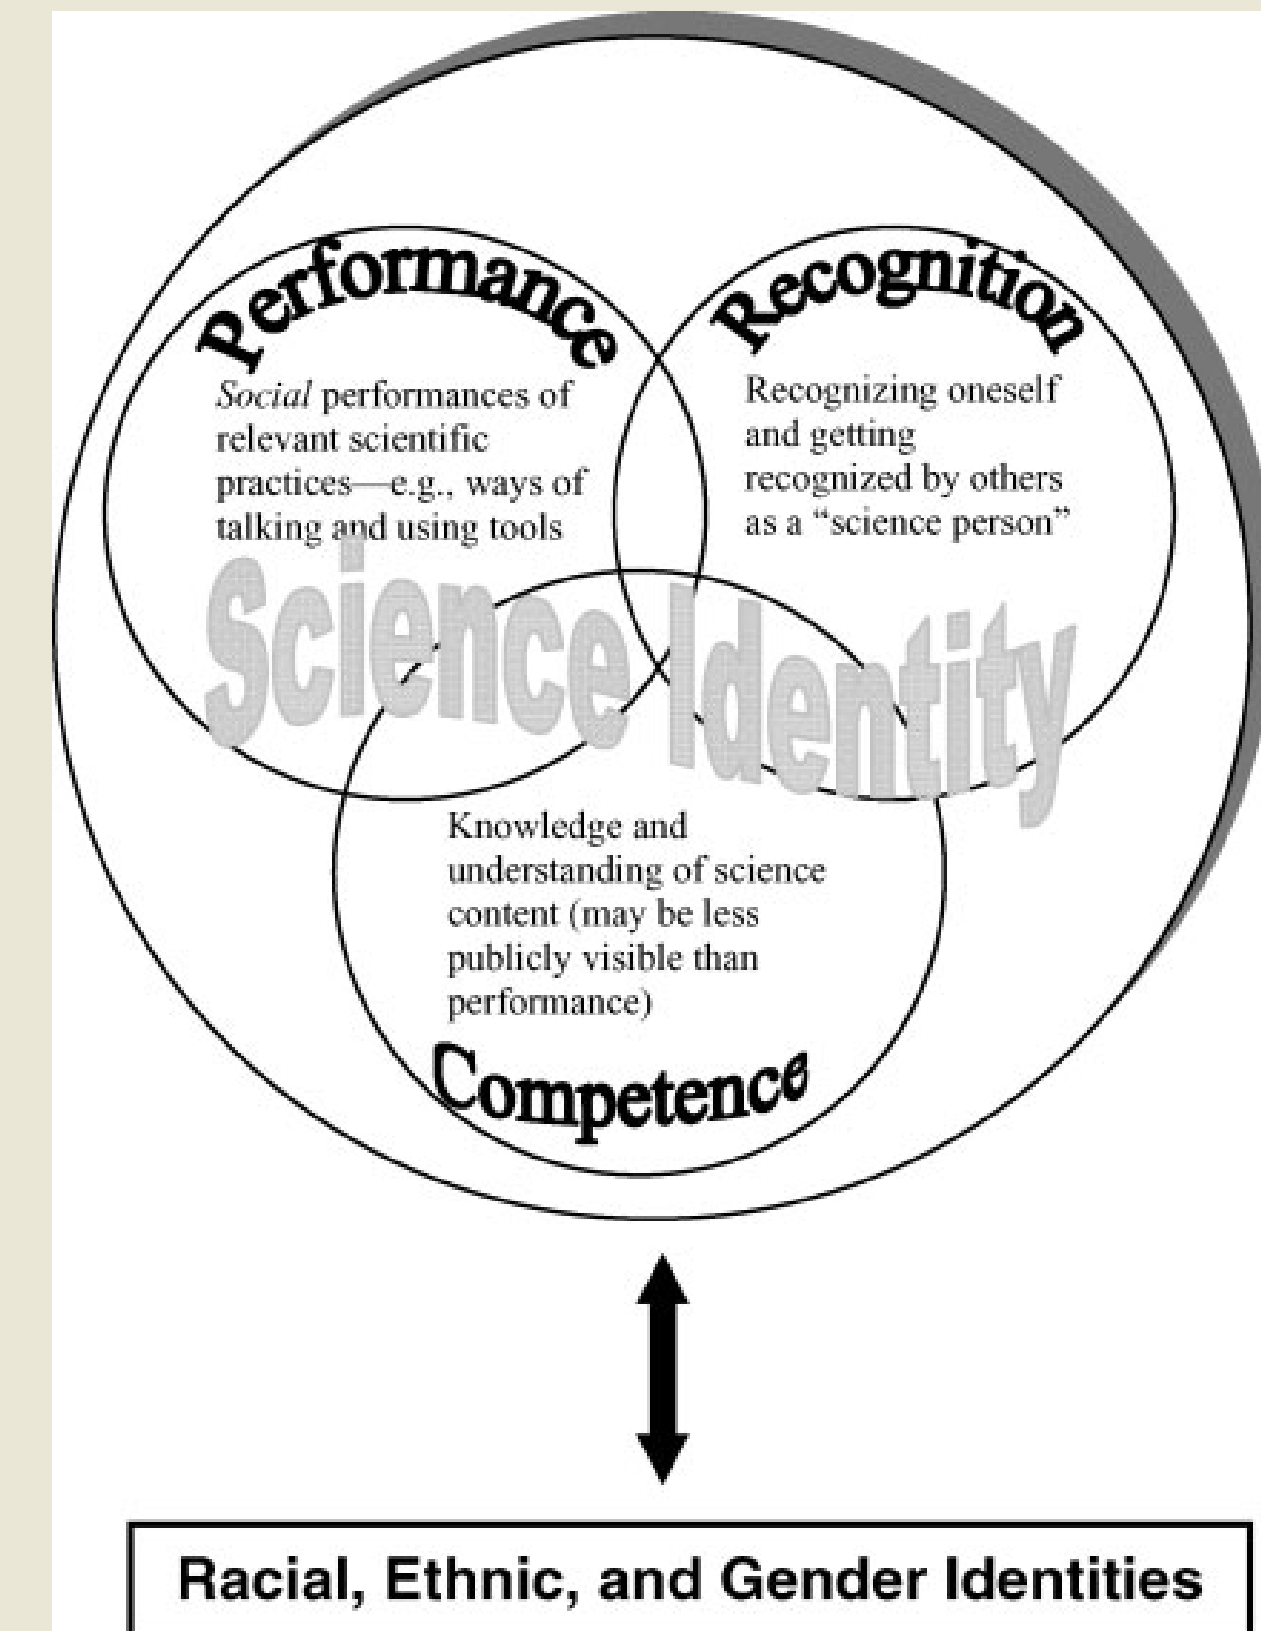 Performance
Social performances of
relevant scientific
practices—e.g., ways of
talking and using tools
Recognition
Recognizing oneself
and getting
recognized by others
as a “science person”
Science Identity
Knowledge and
understanding of science
content (may be less
publicly visible than
performance)
Competence
Racial, Ethnic, and Gender Identities